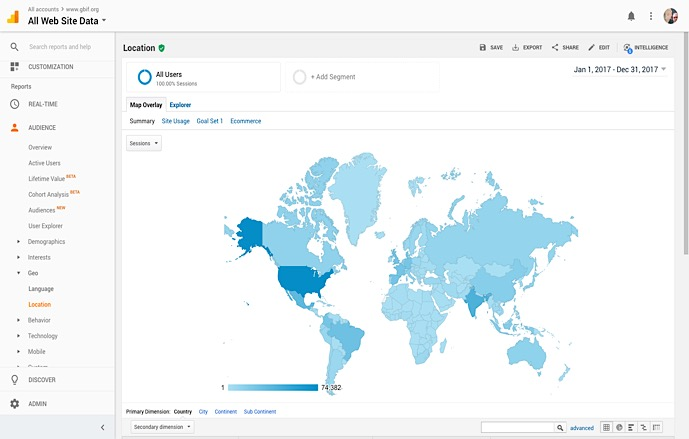 All accounts > www.gbif.org
All Web Site Data
Search reports and help
CUSTOMIZATION
Reports
REAL-TIME
AUDIENCE
Overview
Active Users
Lifetime Value BETA
Cohort Analysis BETA
Audiences NEW
User Explorer
Demographics
Interests
Geo
Language
Location
Behavior
Technology
Mobile
DISCOVER
ADMIN
Location
SAVE
EXPORT
SHARE
EDIT
INTELLIGENCE
All Users
100.00% Sessions
+ Add Segment
Jan 1, 2017 - Dec 31, 2017
Map Overlay
Explorer
Summary
Site Usage
Goal Set 1
Ecommerce
Sessions
1
74,382
Primary Dimension: Country City Continent Sub Continent
Secondary dimension
advanced